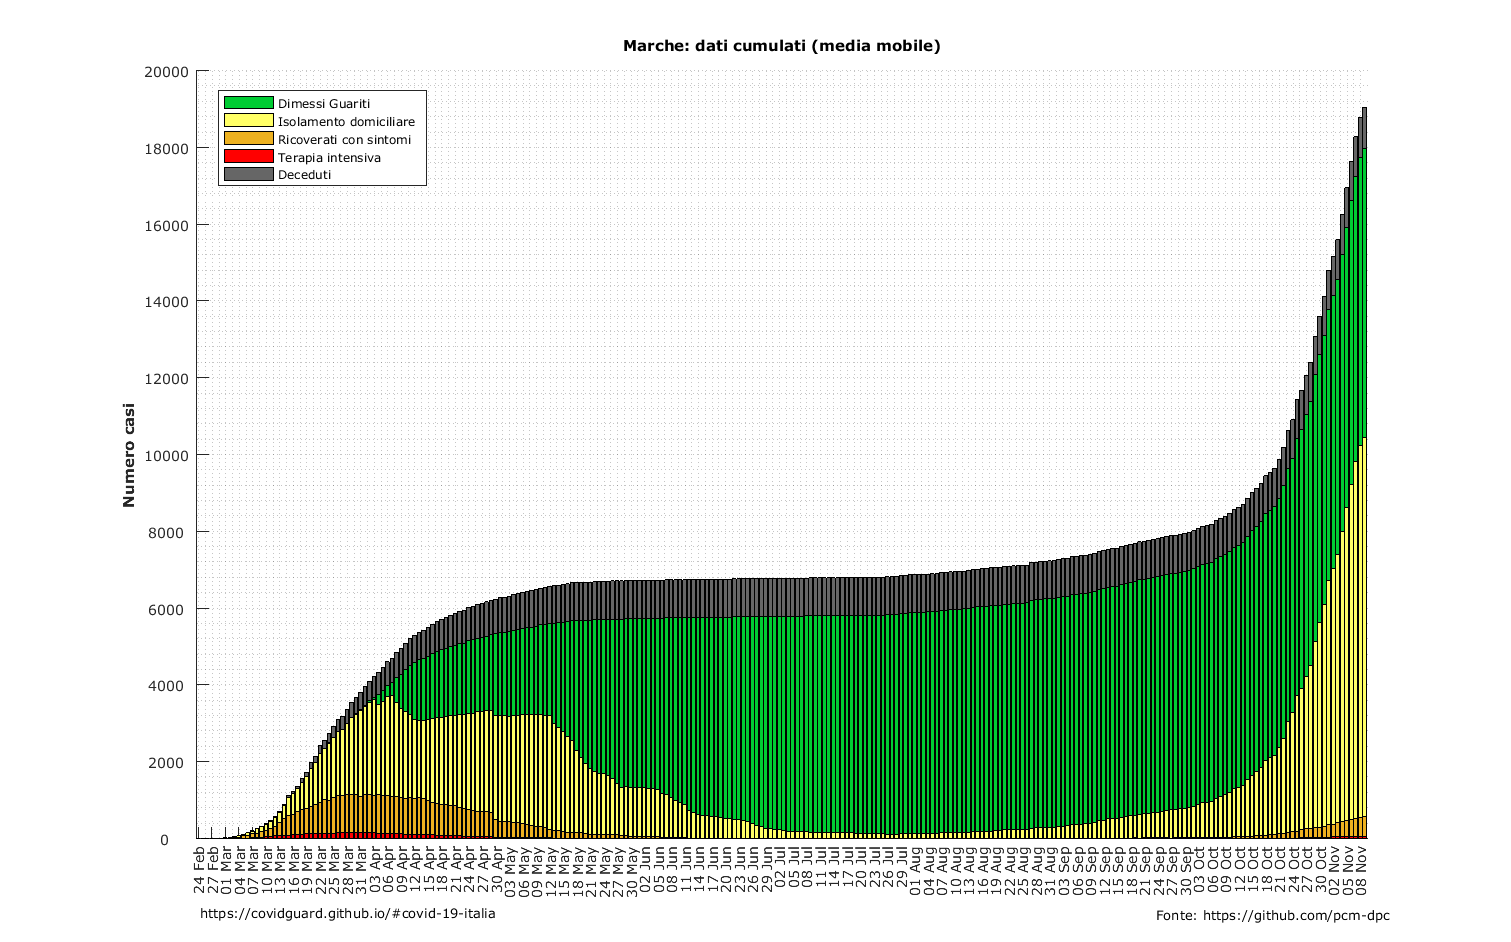 Marche: dati cumulati (media mobile)
20000
18000
16000
14000
12000
10000
8000
6000
4000
2000
0
Numero casi
Dimessi Guariti
Isolamento domiciliare
Ricoverati con sintomi
Terapia intensiva
Deceduti
24 Feb
27 Feb
01 Mar
04 Mar
07 Mar
10 Mar
13 Mar
16 Mar
19 Mar
22 Mar
25 Mar
28 Mar
31 Mar
03 Apr
06 Apr
09 Apr
12 Apr
15 Apr
18 Apr
21 Apr
24 Apr
27 Apr
30 Apr
03 May
06 May
09 May
12 May
15 May
18 May
21 May
24 May
27 May
30 May
02 Jun
05 Jun
08 Jun
11 Jun
14 Jun
17 Jun
20 Jun
23 Jun
26 Jun
29 Jun
02 Jul
05 Jul
08 Jul
11 Jul
14 Jul
17 Jul
20 Jul
23 Jul
26 Jul
29 Jul
01 Aug
04 Aug
07 Aug
10 Aug
13 Aug
16 Aug
19 Aug
22 Aug
25 Aug
28 Aug
31 Aug
03 Sep
06 Sep
09 Sep
12 Sep
15 Sep
18 Sep
21 Sep
24 Sep
27 Sep
30 Sep
03 Oct
06 Oct
09 Oct
12 Oct
15 Oct
18 Oct
21 Oct
24 Oct
27 Oct
30 Oct
02 Nov
05 Nov
08 Nov
https://covidguard.github.io/#covid-19-italia
Fonte: https://github.com/pcm-dpc